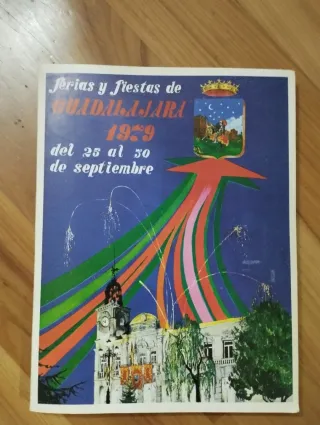 ferias y fiestas de
GUADALAJARA
1979
del 25 al 30
de septiembre